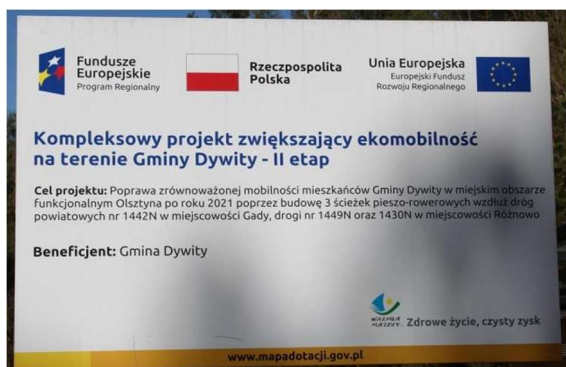 Fundusze
Europejskie
Program Regionalny
Rzeczpospolita
Polska
Unia Europejska
Europejski Fundusz
Rozwoju Regionalnego
Kompleksowy projekt zwiększający ekomobilność
na terenie Gminy Dywity - II etap
Cel projektu: Poprawa zrównoważonej mobilności mieszkańców Gminy Dywity w miejskim obszarze
funkcjonalnym Olsztyna po roku 2021 poprzez budowę 3 ścieżek pieszo-rowerowych wzdłuż dróg
powiatowych nr 1442N w miejscowości Gady, drogi nr 1449N oraz 1430N w miejscowości Różnowo
Beneficjent: Gmina Dywity
WARMIA
MAZURY.
Zdrowe życie, czysty zysk
www.mapadotacji.gov.pl